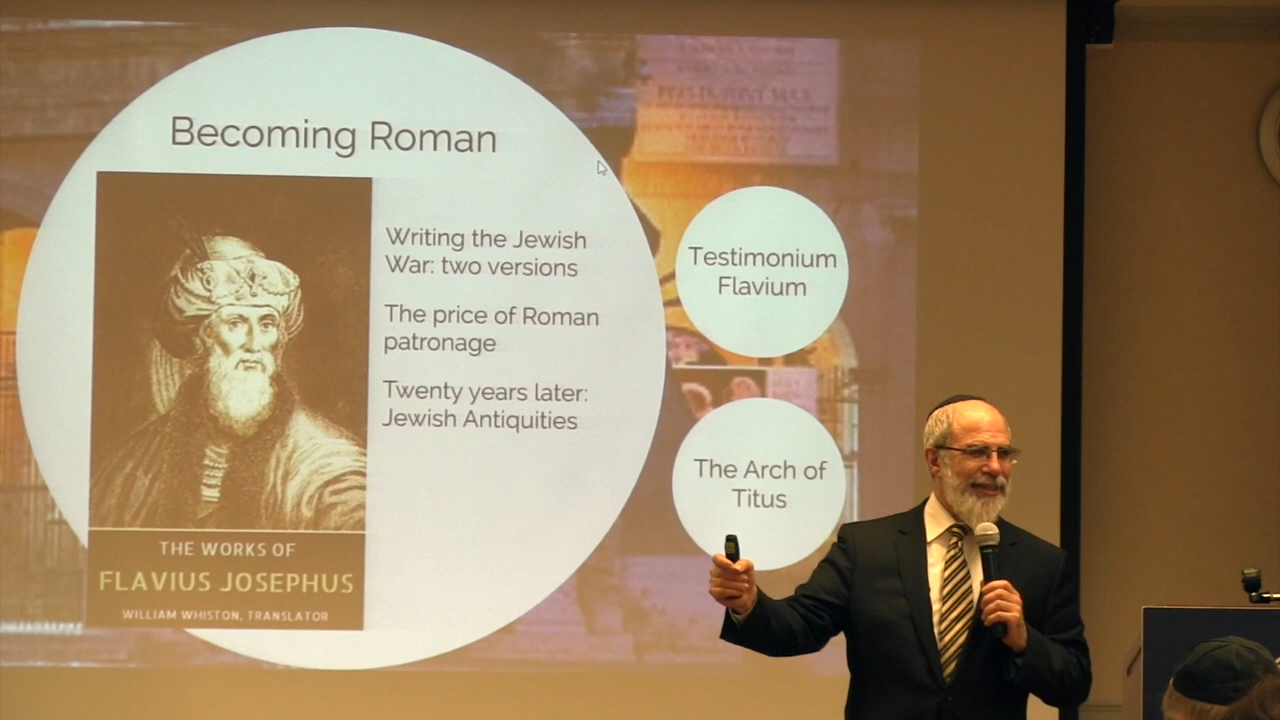 Becoming Roman
Writing the Jewish
War: two versions
The price of Roman
patronage
Twenty years later:
Jewish Antiquities
THE WORKS OF
FLAVIUS JOSEPHUS
WILLIAM WHISTON, TRANSLATOR
Testimonium
Flavium
The Arch of
Titus